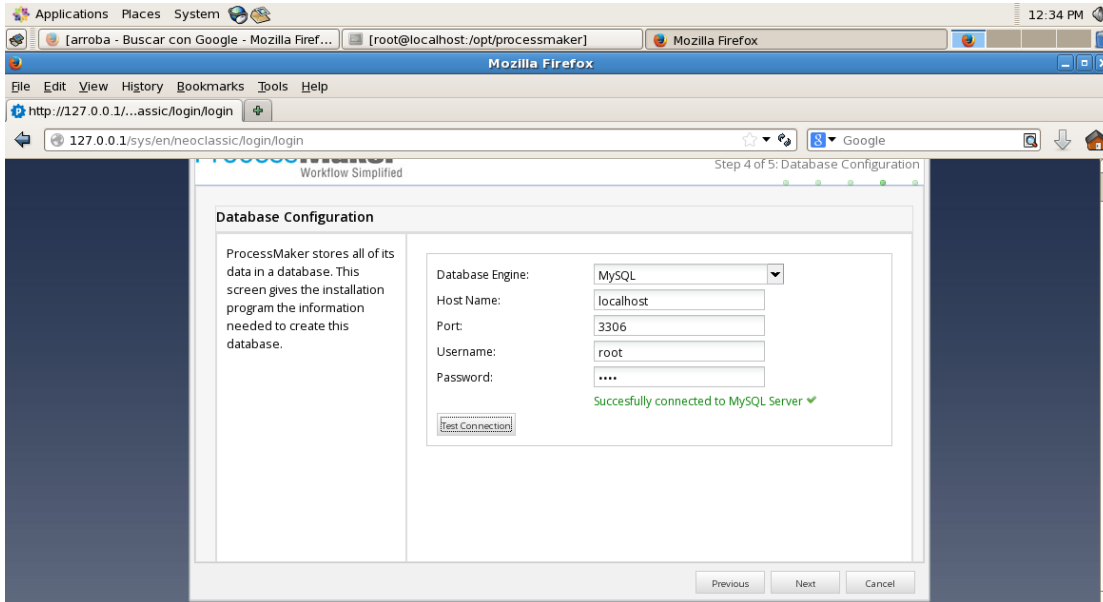 Applications Places System 12:34 PM
[arroba - Buscar con Google - Mozilla Firef... [root@localhost:/opt/processmaker] Mozilla Firefox
Mozilla Firefox
File Edit View History Bookmarks Tools Help
http://127.0.0.1/...assic/login/login
127.0.0.1/sys/en/neoclassic/login/login Google
ProcessMaker
Workflow Simplified
Step 4 of 5: Database Configuration
Database Configuration
ProcessMaker stores all of its
data in a database. This
screen gives the installation
program the information
needed to create this
database.
Database Engine: MySQL
Host Name: localhost
Port: 3306
Username: root
Password: ••••
Succesfully connected to MySQL Server
Test Connection
Previous Next Cancel